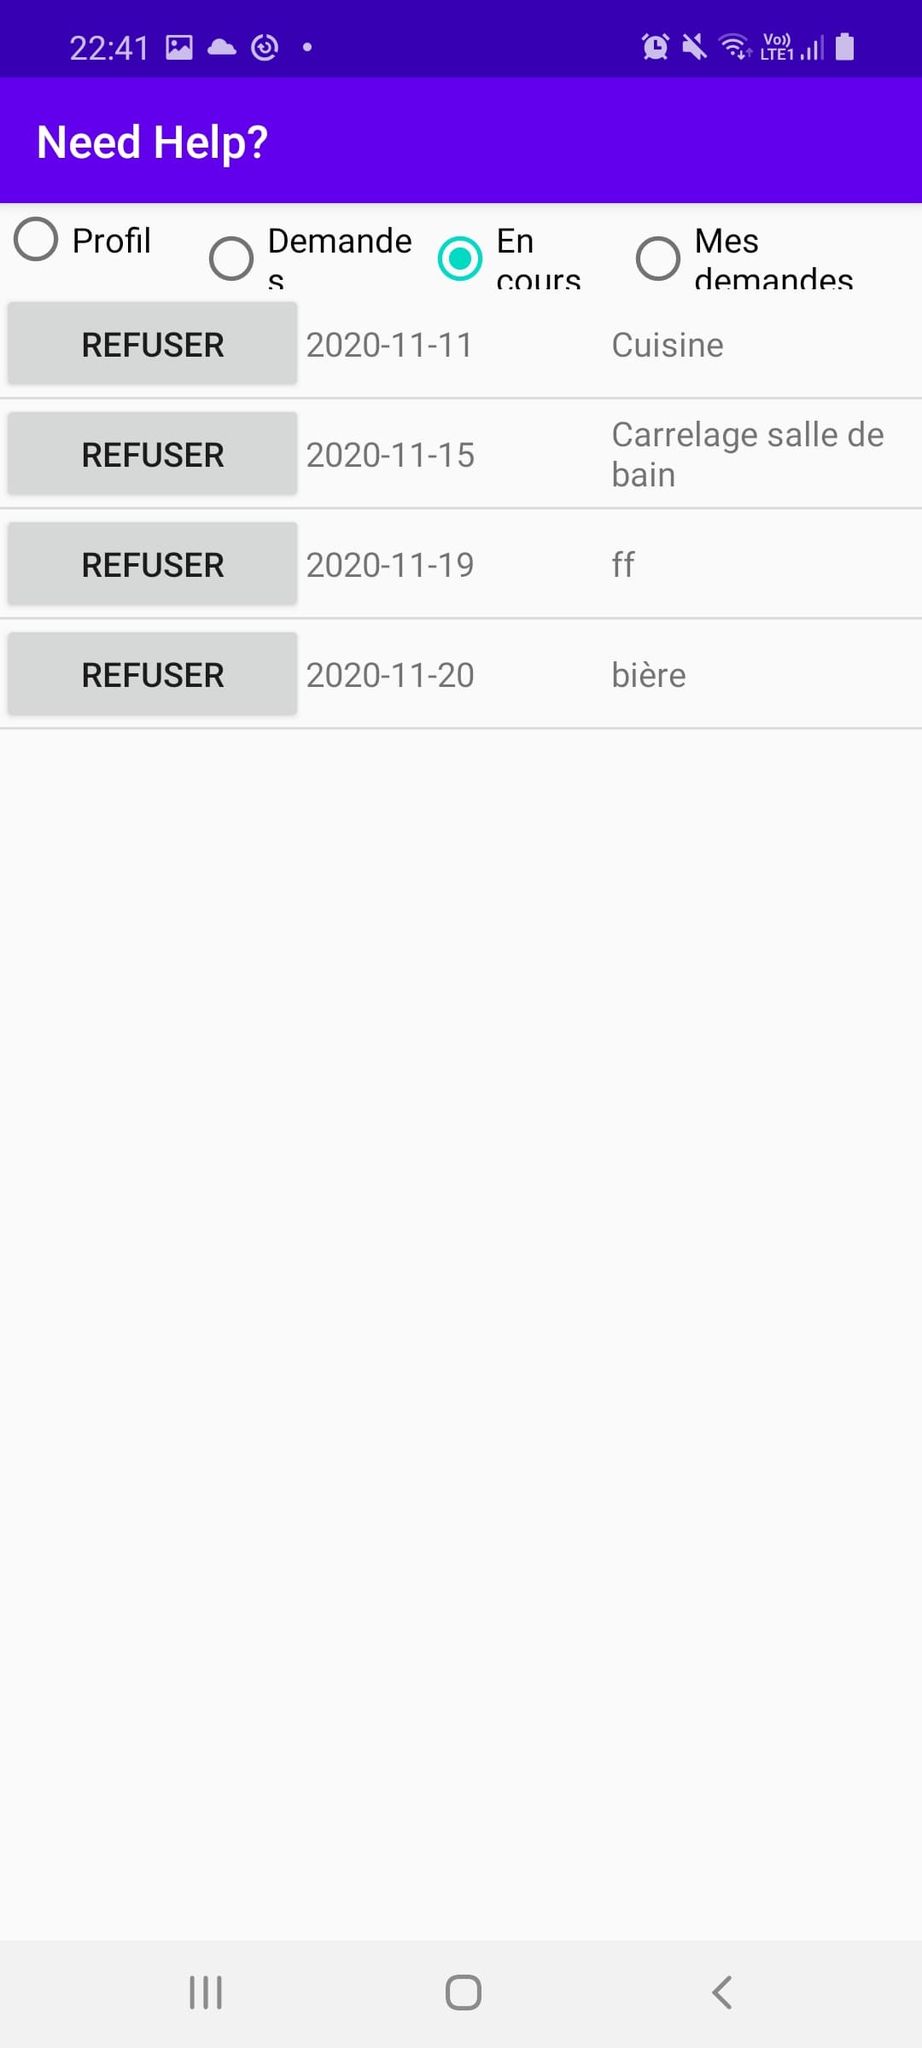 22:41 Vo)) LTE1
Need Help?
Profil
Demande
s
En
cours
Mes
demandes
REFUSER 2020-11-11 Cuisine
REFUSER 2020-11-15 Carrelage salle de
bain
REFUSER 2020-11-19 ff
REFUSER 2020-11-20 bière